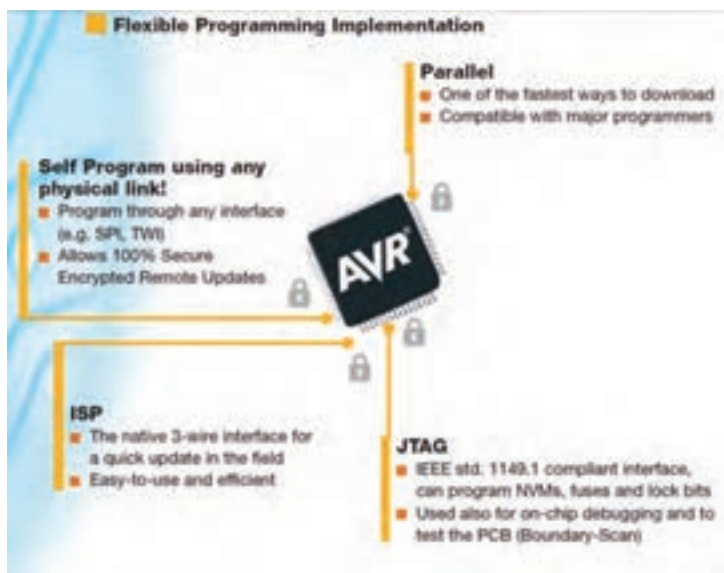 Flexible Programming Implementation
Parallel
One of the fastest ways to download
Compatible with major programmers
Self Program using any
physical link!
Program through any interface
(e.g. SPI, TWI)
Allows 100% Secure
Encrypted Remote Updates
AVR®
ISP
The native 3-wire interface for
a quick update in the field
Easy-to-use and efficient
JTAG
IEEE std. 1149.1 compliant interface,
can program NVMs, fuses and lock bits
Used also for on-chip debugging and to
test the PCB (Boundary-Scan)